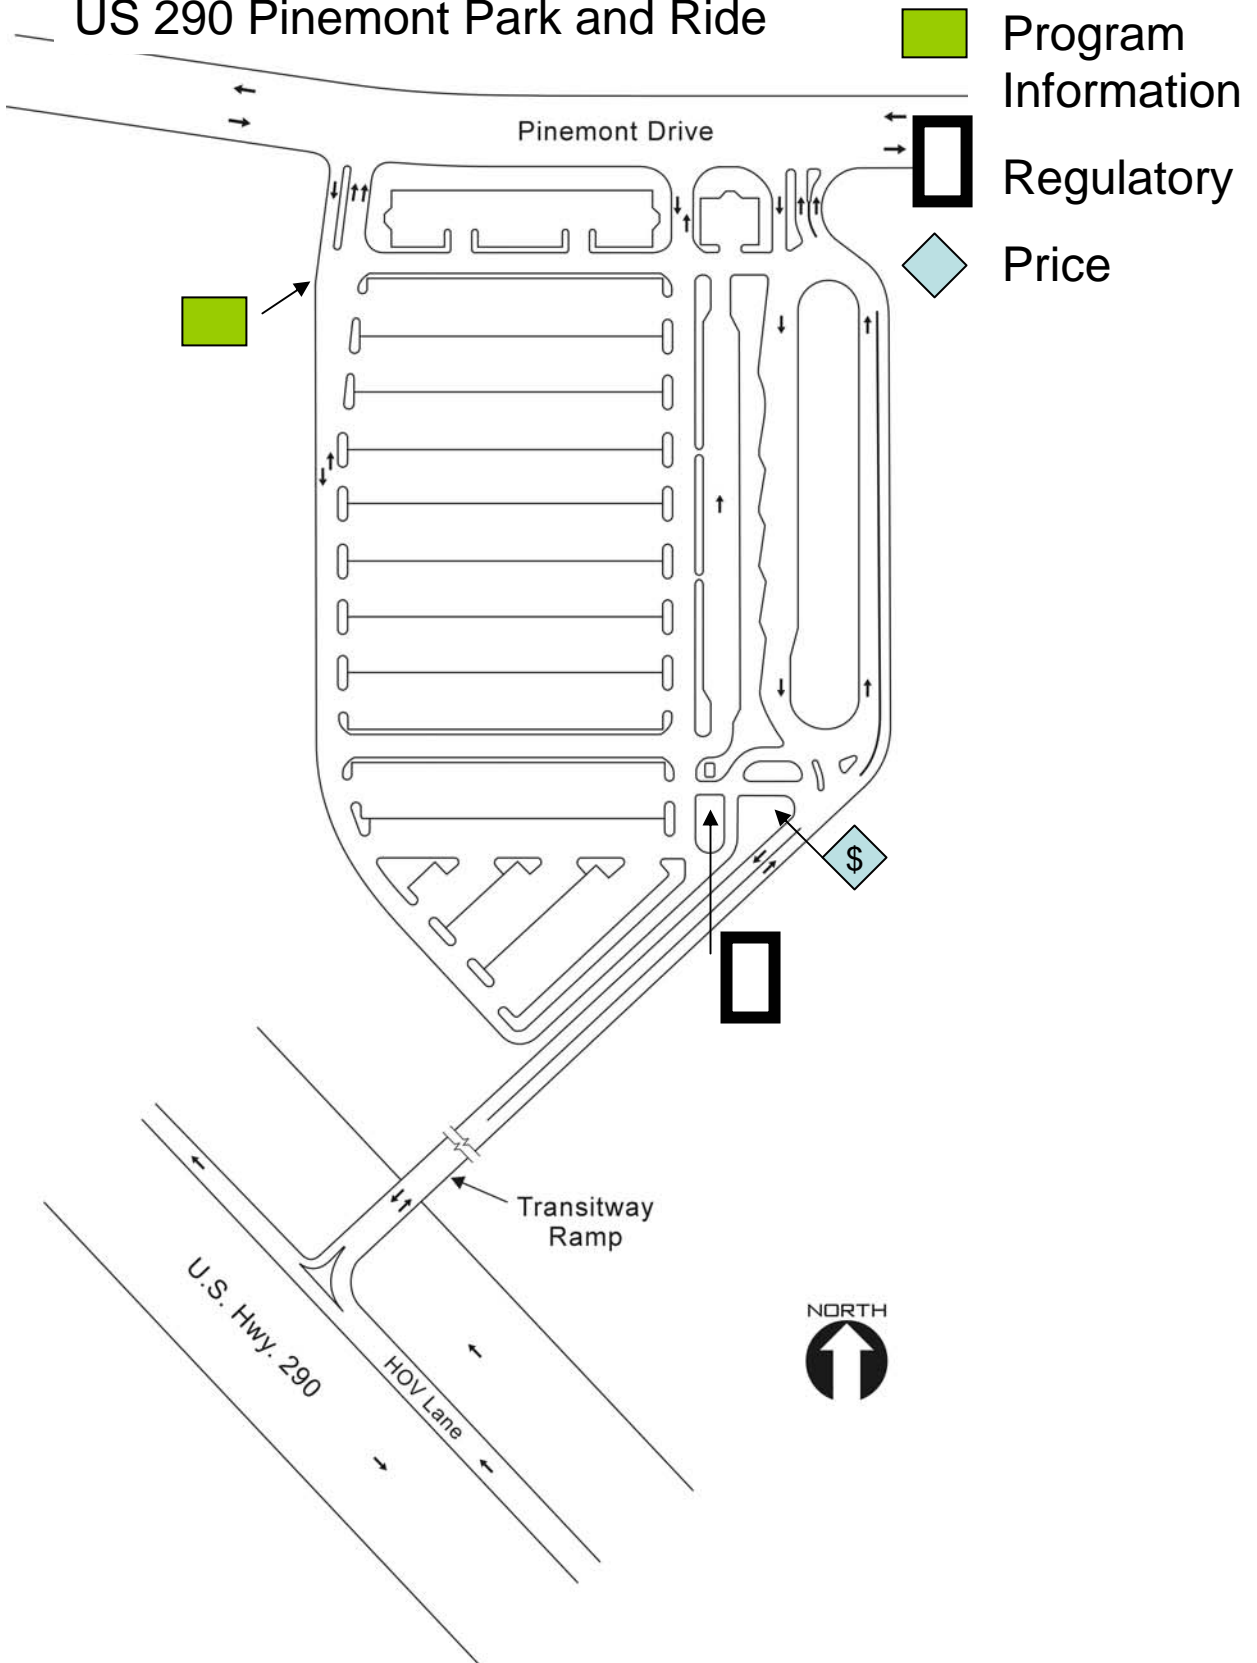 US 290 Pinemont Park and Ride
Program
Information
Pinemont Drive
Regulatory
Price
$
Transitway
Ramp
U.S. Hwy. 290
HOV Lane
NORTH